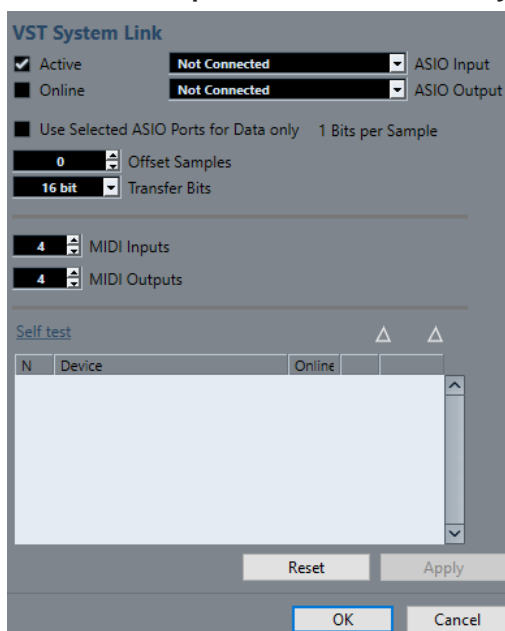 VST System Link
Active Not Connected ASIO Input
Online Not Connected ASIO Output
Use Selected ASIO Ports for Data only 1 Bits per Sample
0 Offset Samples
16 bit Transfer Bits
4 MIDI Inputs
4 MIDI Outputs
Self test
N Device Online
Reset Apply
OK Cancel